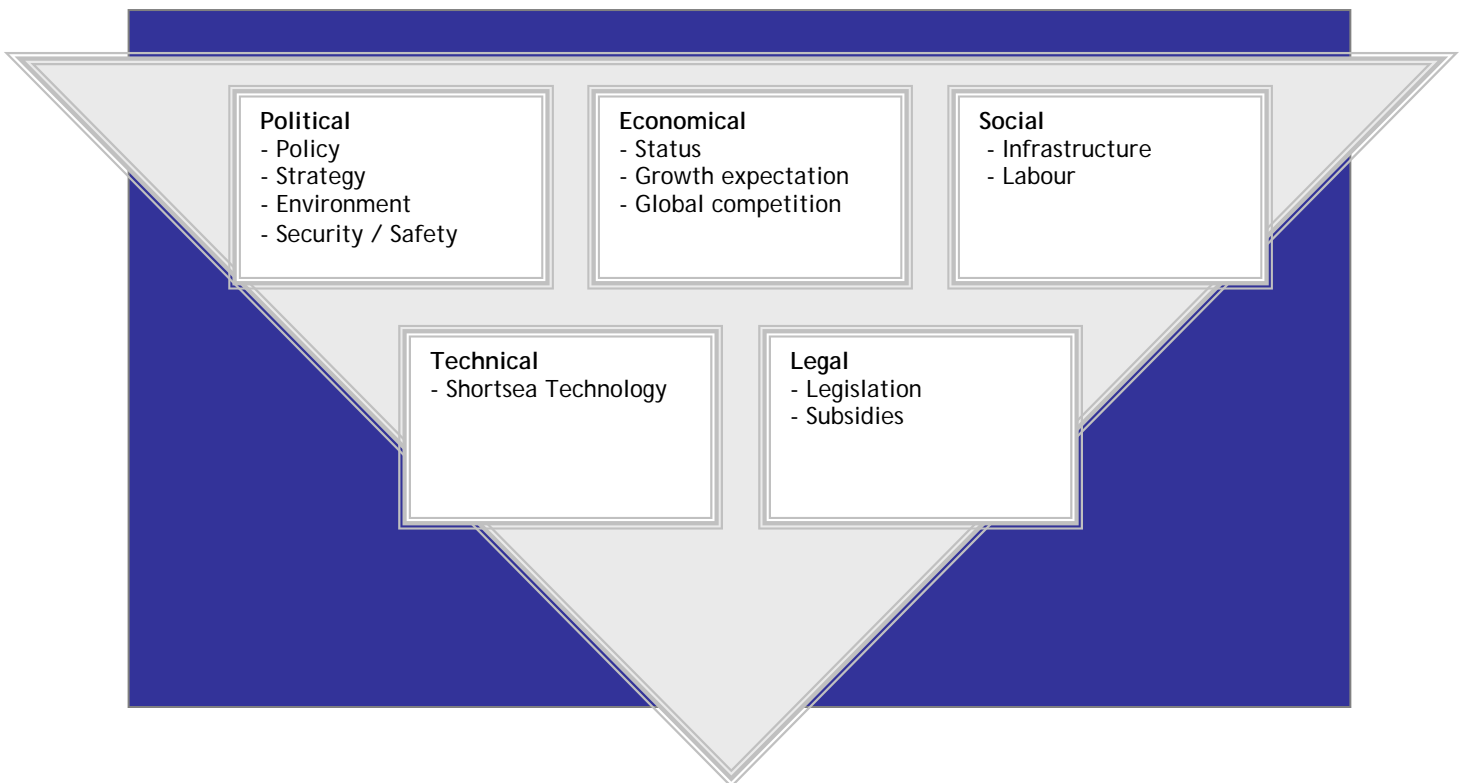 Political
- Policy
- Strategy
- Environment
- Security / Safety
Economical
- Status
- Growth expectation
- Global competition
Social
- Infrastructure
- Labour
Technical
- Shortsea Technology
Legal
- Legislation
- Subsidies